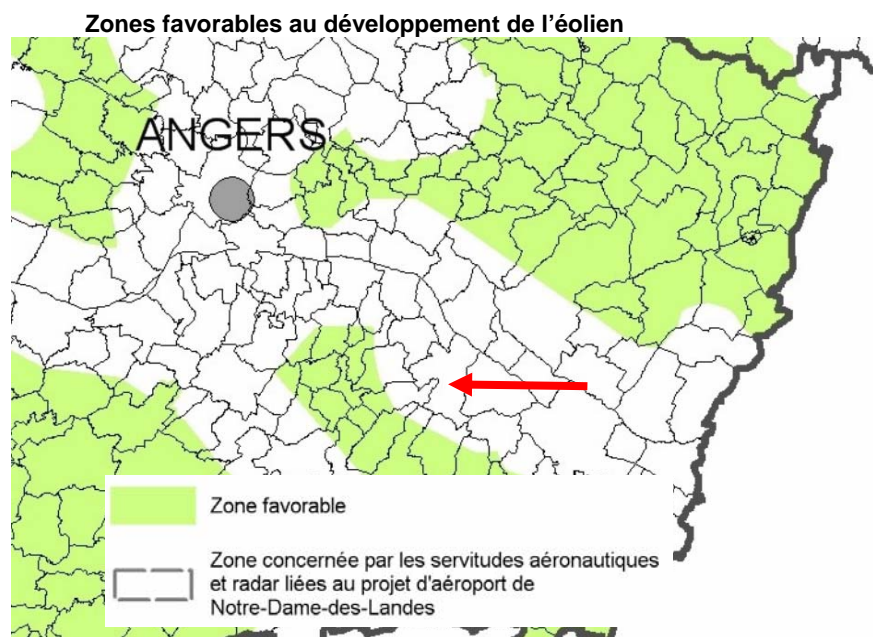 Zones favorables au développement de l'éolien
ANGERS
Zone favorable
Zone concernée par les servitudes aéronautiques
et radar liées au projet d'aéroport de
Notre-Dame-des-Landes